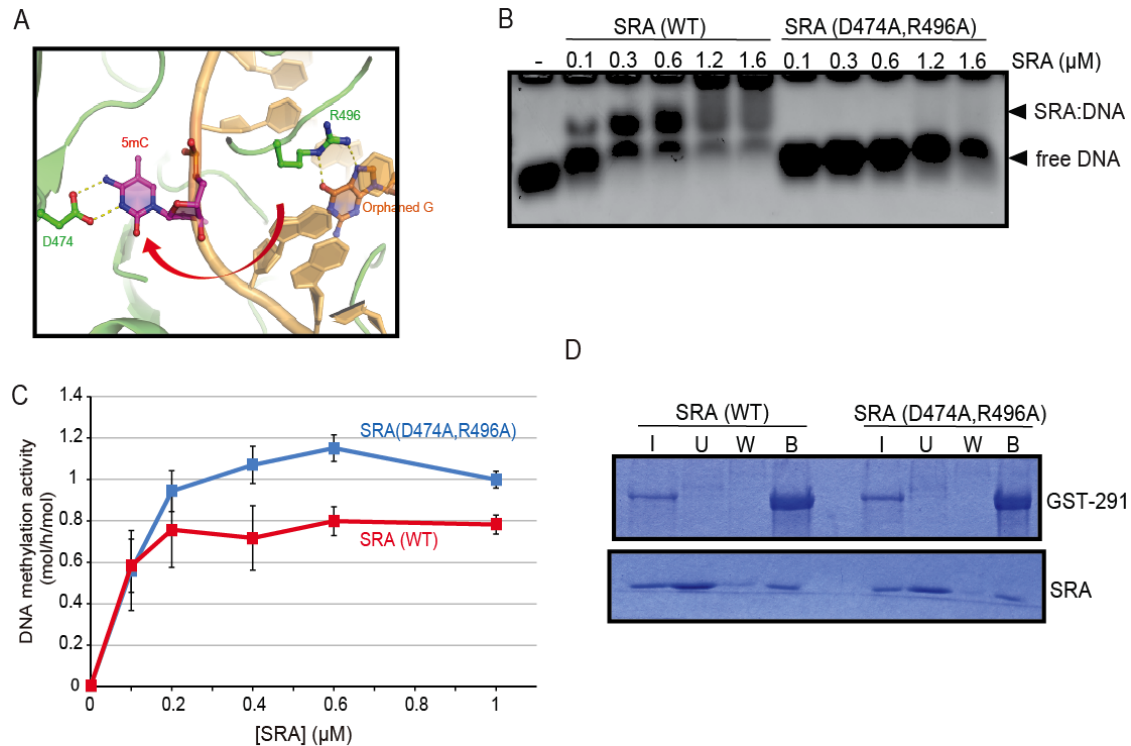 A
5mC
R496
D474
Orphaned G
B
SRA (WT) SRA (D474A,R496A)
- 0.1 0.3 0.6 1.2 1.6 0.1 0.3 0.6 1.2 1.6 SRA (µM)
SRA:DNA
free DNA
C
DNA methylation activity
(mol/h/mol)
1.4
1.2
1
0.8
0.6
0.4
0.2
0
SRA(D474A,R496A)
SRA (WT)
0 0.2 0.4 0.6 0.8 1
[SRA] (µM)
D
SRA (WT) SRA (D474A,R496A)
I U W B I U W B
GST-291
SRA